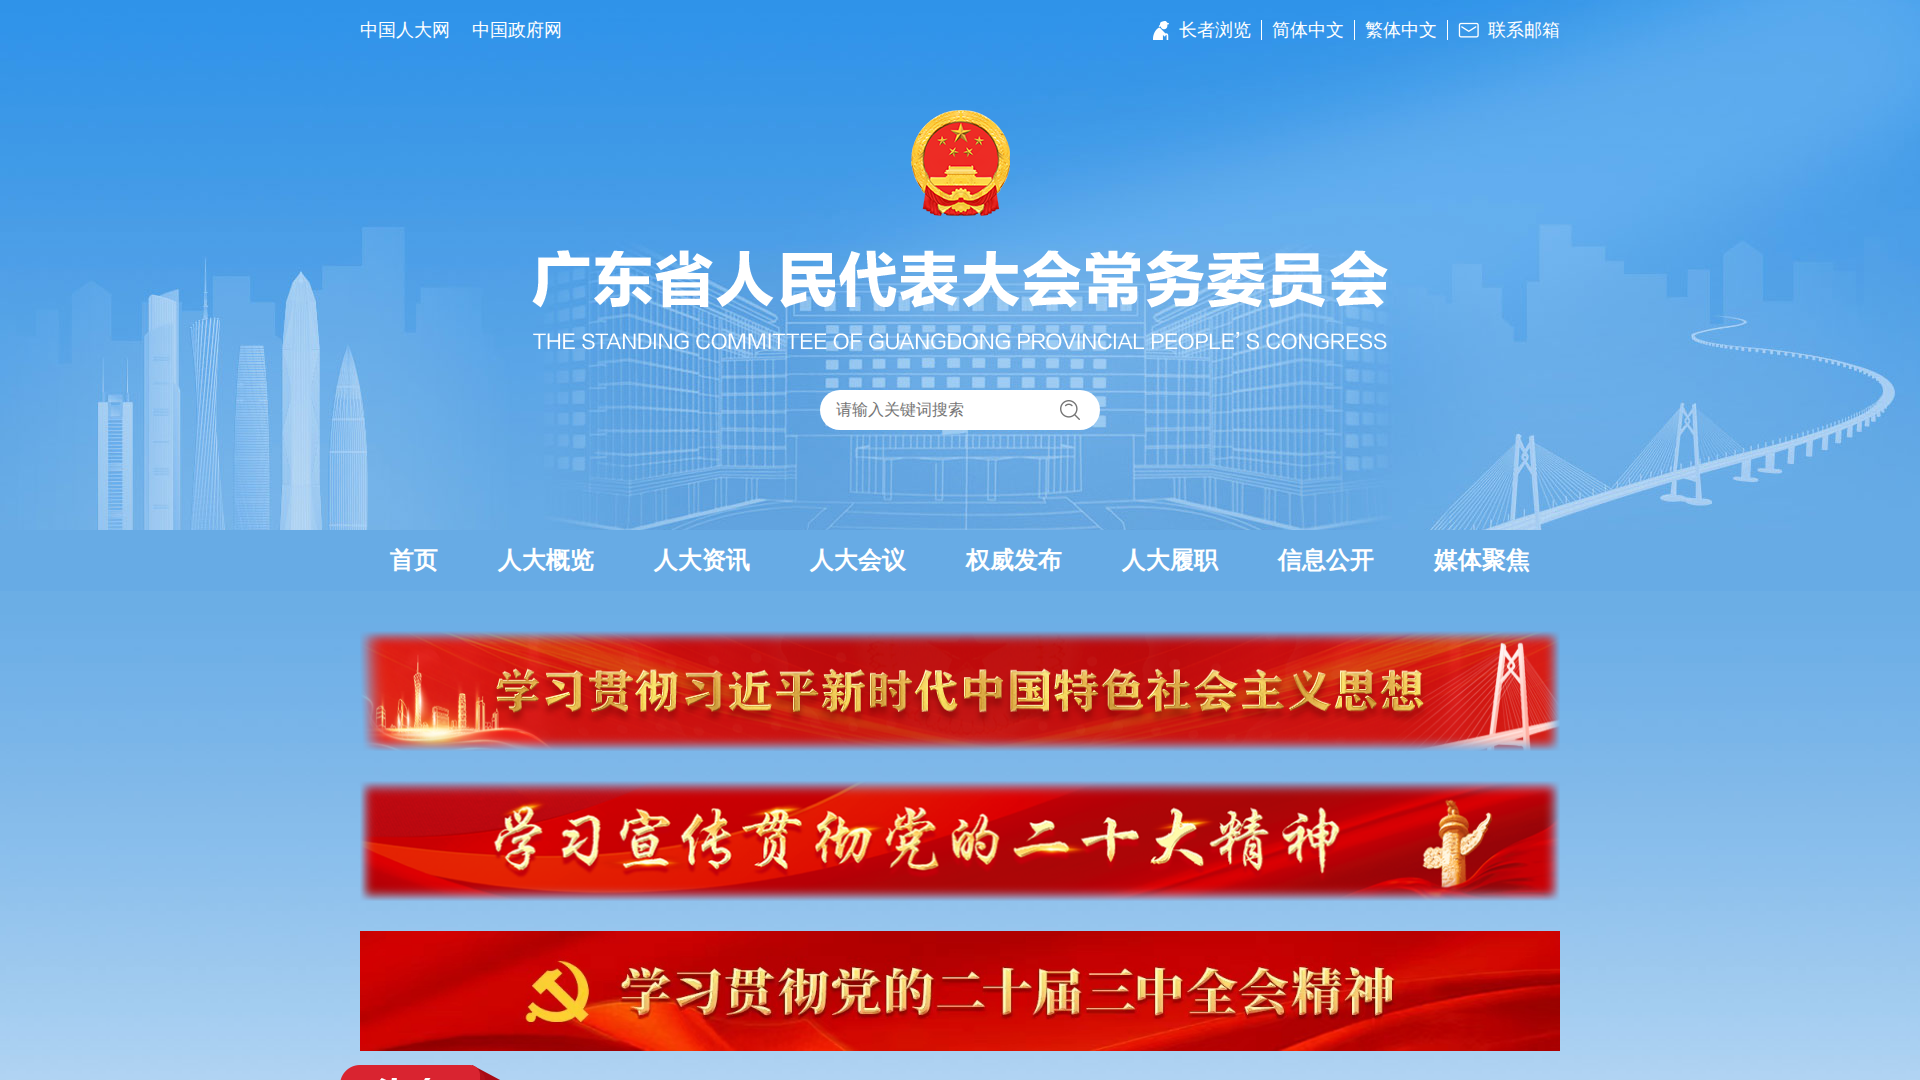 中国人大网 中国政府网 长者浏览 简体中文 繁体中文 联系邮箱
广东省人民代表大会常务委员会
THE STANDING COMMITTEE OF GUANGDONG PROVINCIAL PEOPLE’S CONGRESS
请输入关键词搜索
首页 人大概览 人大资讯 人大会议 权威发布 人大履职 信息公开 媒体聚焦
学习贯彻习近平新时代中国特色社会主义思想
学习宣传贯彻党的二十大精神
学习贯彻党的二十届三中全会精神